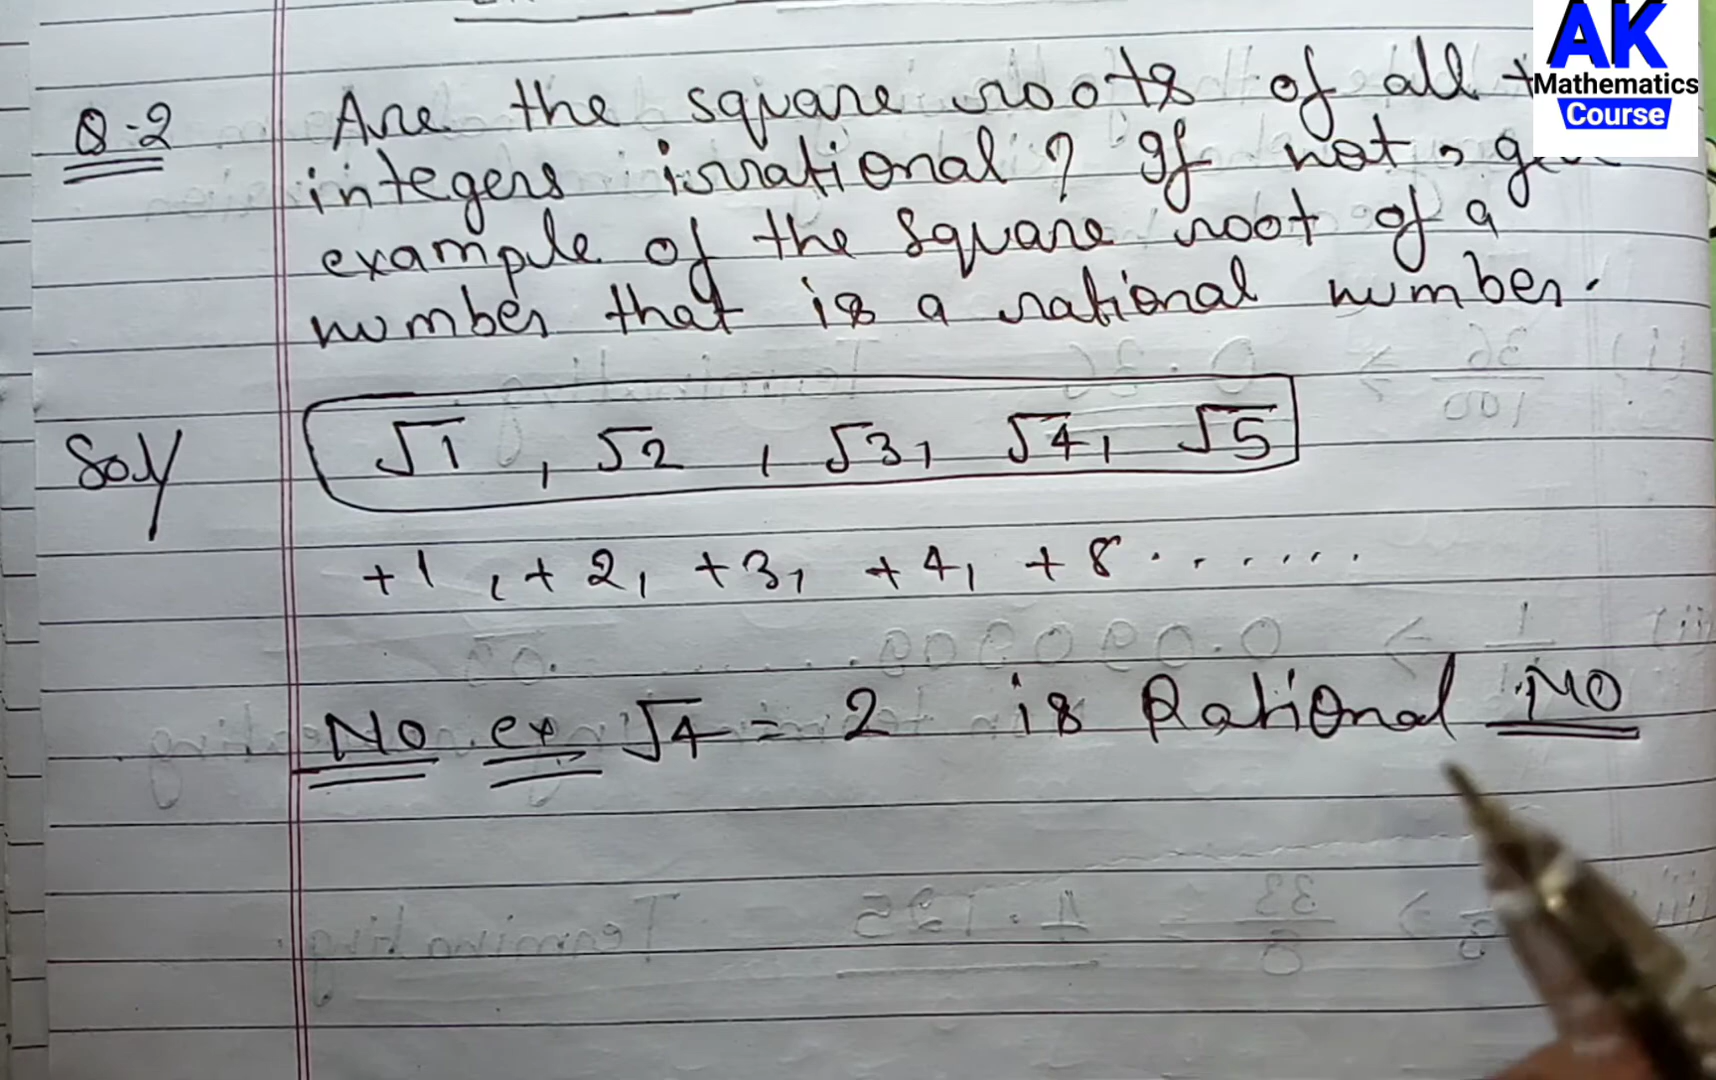 AK
Mathematics
Course
Q.2 Are the square roots of all
integers irrational? If not, 
example of the square root of a
number that is a rational number.
Sol √1, √2, √3, √4, √5
+1, +2, +3, +4, +8.......
No ex √4 = 2 is Rational NO